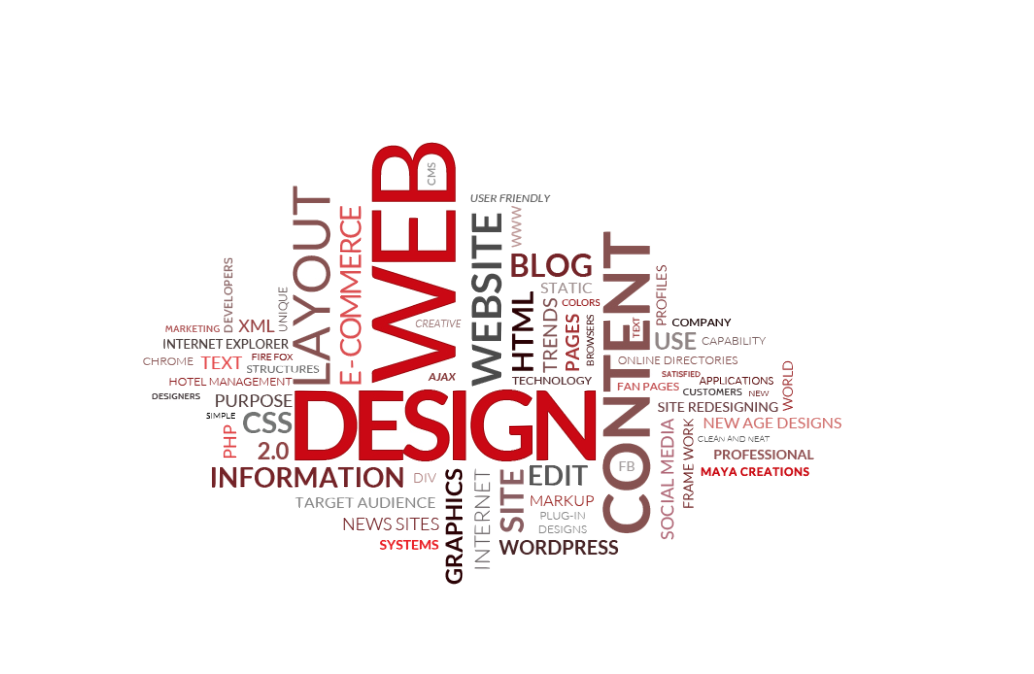 WEB
CMS
USER FRIENDLY
LAYOUT
E-COMMERCE
WEBSITE
WWW
BLOG
STATIC
COLORS
CREATIVE
HTML
TRENDS
PAGES
BROWSERS
AJAX
TECHNOLOGY
DEVELOPERS
UNIQUE
MARKETING
XML
INTERNET EXPLORER
CHROME
TEXT
FIRE FOX
STRUCTURES
HOTEL MANAGEMENT
DESIGNERS
PURPOSE
SIMPLE
CSS
PHP
2.0
DESIGN
CONTENT
TEXT
FB
PROFILES
COMPANY
USE
CAPABILITY
ONLINE DIRECTORIES
SATISFIED
FAN PAGES
APPLICATIONS
CUSTOMERS
NEW
WORLD
SITE REDESIGNING
NEW AGE DESIGNS
CLEAN AND NEAT
SOCIAL MEDIA
FRAME WORK
PROFESSIONAL
MAYA CREATIONS
INFORMATION
DIV
TARGET AUDIENCE
NEWS SITES
SYSTEMS
GRAPHICS
INTERNET
SITE
EDIT
MARKUP
PLUG-IN
DESIGNS
WORDPRESS